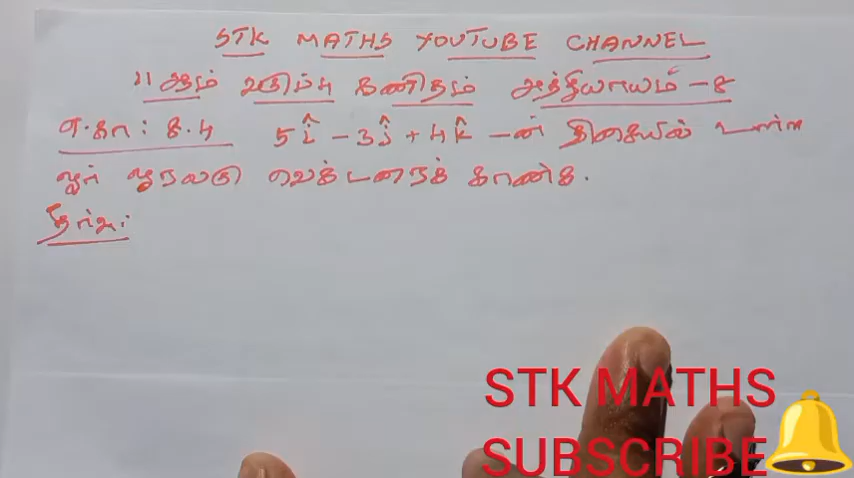 STK MATHS YOUTUBE CHANNEL
11 ஆம் வகுப்பு கணிதம் அத்தியாயம் - 8
எ.கா : 8.4 5î - 3ĵ + 4k̂ - ன் திசையில் உள்ள
ஓர் ஓரலகு வெக்டரைக் காண்க.
தீர்வு:
STK MATHS
SUBSCRIBE